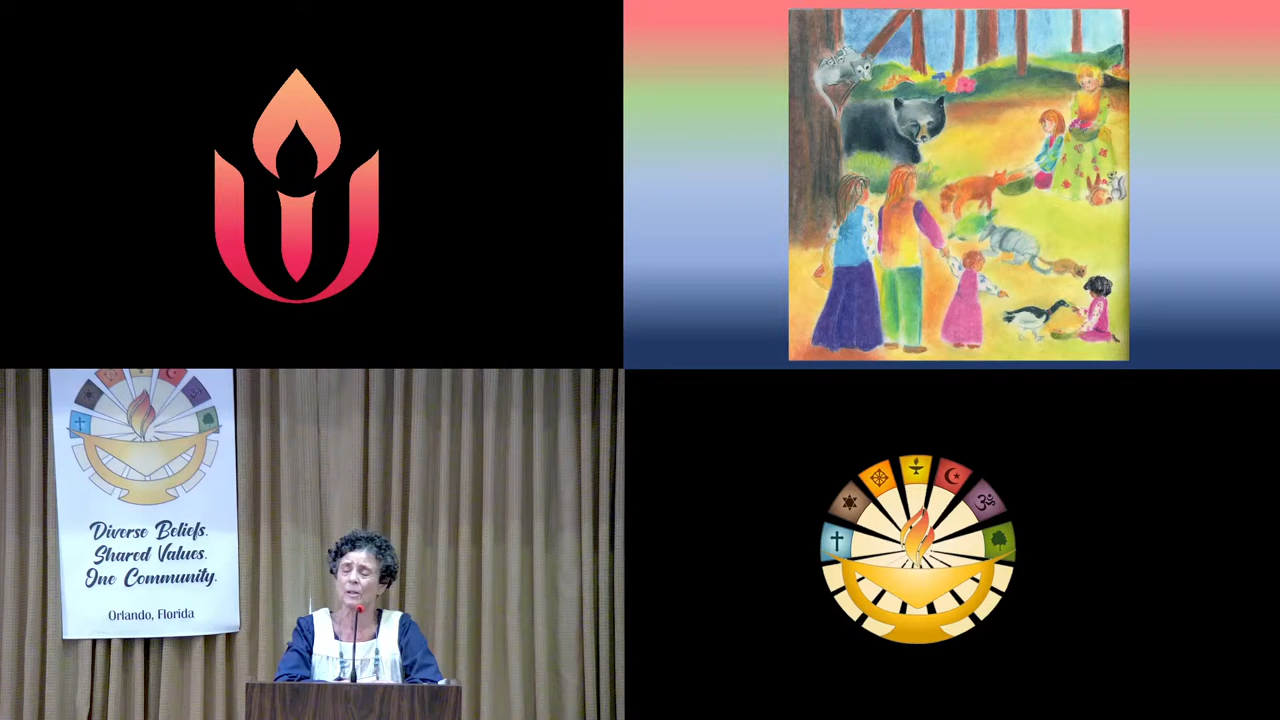 Diverse Beliefs.
Shared Values.
One Community.
Orlando, Florida